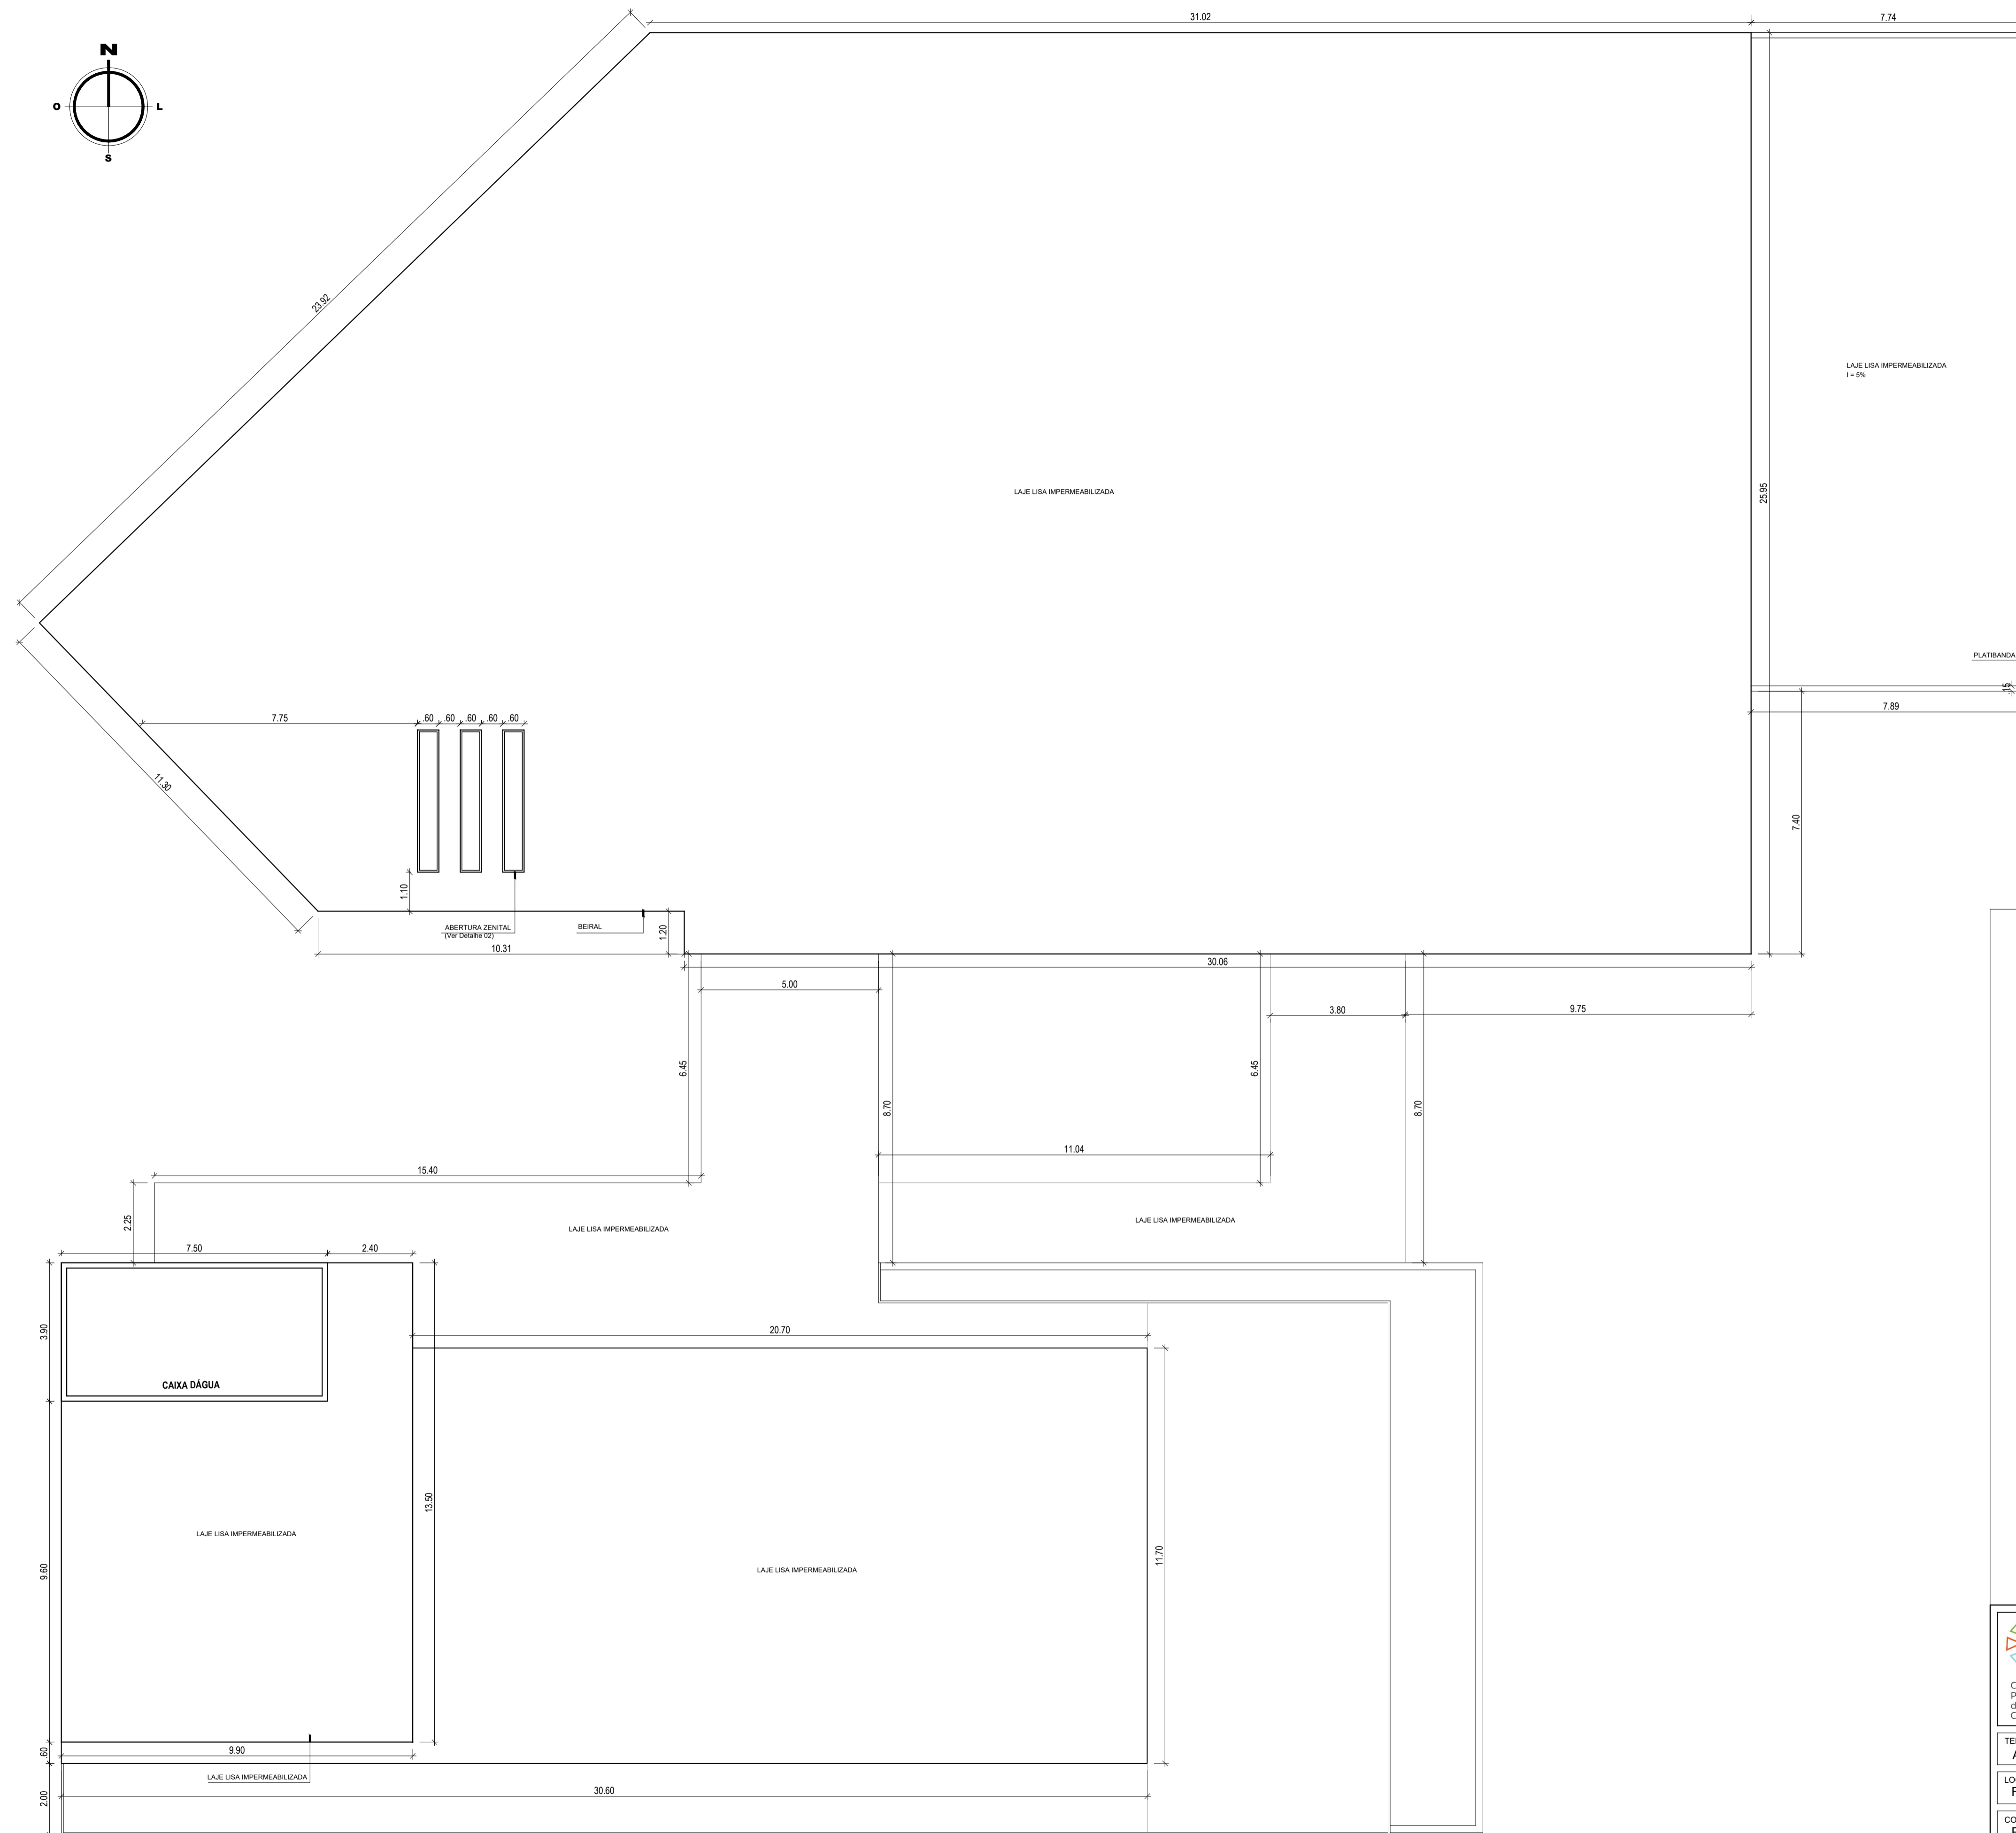 31.02
7.74
N
O
L
S
23.92
LAJE LISA IMPERMEABILIZADA
I = 5%
LAJE LISA IMPERMEABILIZADA
25.95
PLATIBANDA
.15
7.89
7.75
.60
.60
.60
.60
.60
11.30
7.40
1.10
ABERTURA ZENITAL
(Ver Detalhe 02)
BEIRAL
1.20
10.31
30.06
5.00
3.80
9.75
6.45
6.45
8.70
8.70
11.04
15.40
2.25
LAJE LISA IMPERMEABILIZADA
LAJE LISA IMPERMEABILIZADA
7.50
2.40
3.90
20.70
CAIXA DÁGUA
13.50
LAJE LISA IMPERMEABILIZADA
11.70
9.60
LAJE LISA IMPERMEABILIZADA
.60
9.90
LAJE LISA IMPERMEABILIZADA
30.60
2.00